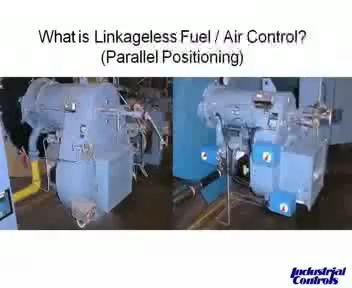 What is Linkageless Fuel / Air Control?
(Parallel Positioning)
Industrial
Controls